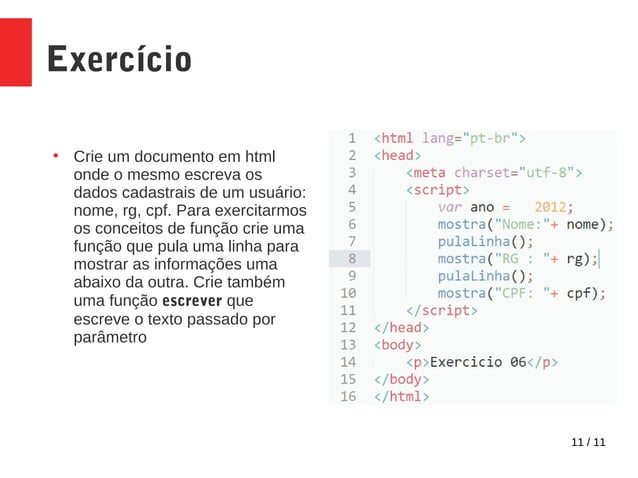 Exercício
• Crie um documento em html
onde o mesmo escreva os
dados cadastrais de um usuário:
nome, rg, cpf. Para exercitarmos
os conceitos de função crie uma
função que pula uma linha para
mostrar as informações uma
abaixo da outra. Crie também
uma função escrever que
escreve o texto passado por
parâmetro
1 <html lang="pt-br">
2 <head>
3 <meta charset="utf-8">
4 <script>
5 var ano =   2012;
6 mostra("Nome:"+ nome);
7 pulaLinha();
8 mostra("RG : "+ rg);
9 pulaLinha();
10 mostra("CPF: "+ cpf);
11 </script>
12 </head>
13 <body>
14 <p>Exercicio 06</p>
15 </body>
16 </html>
11 / 11